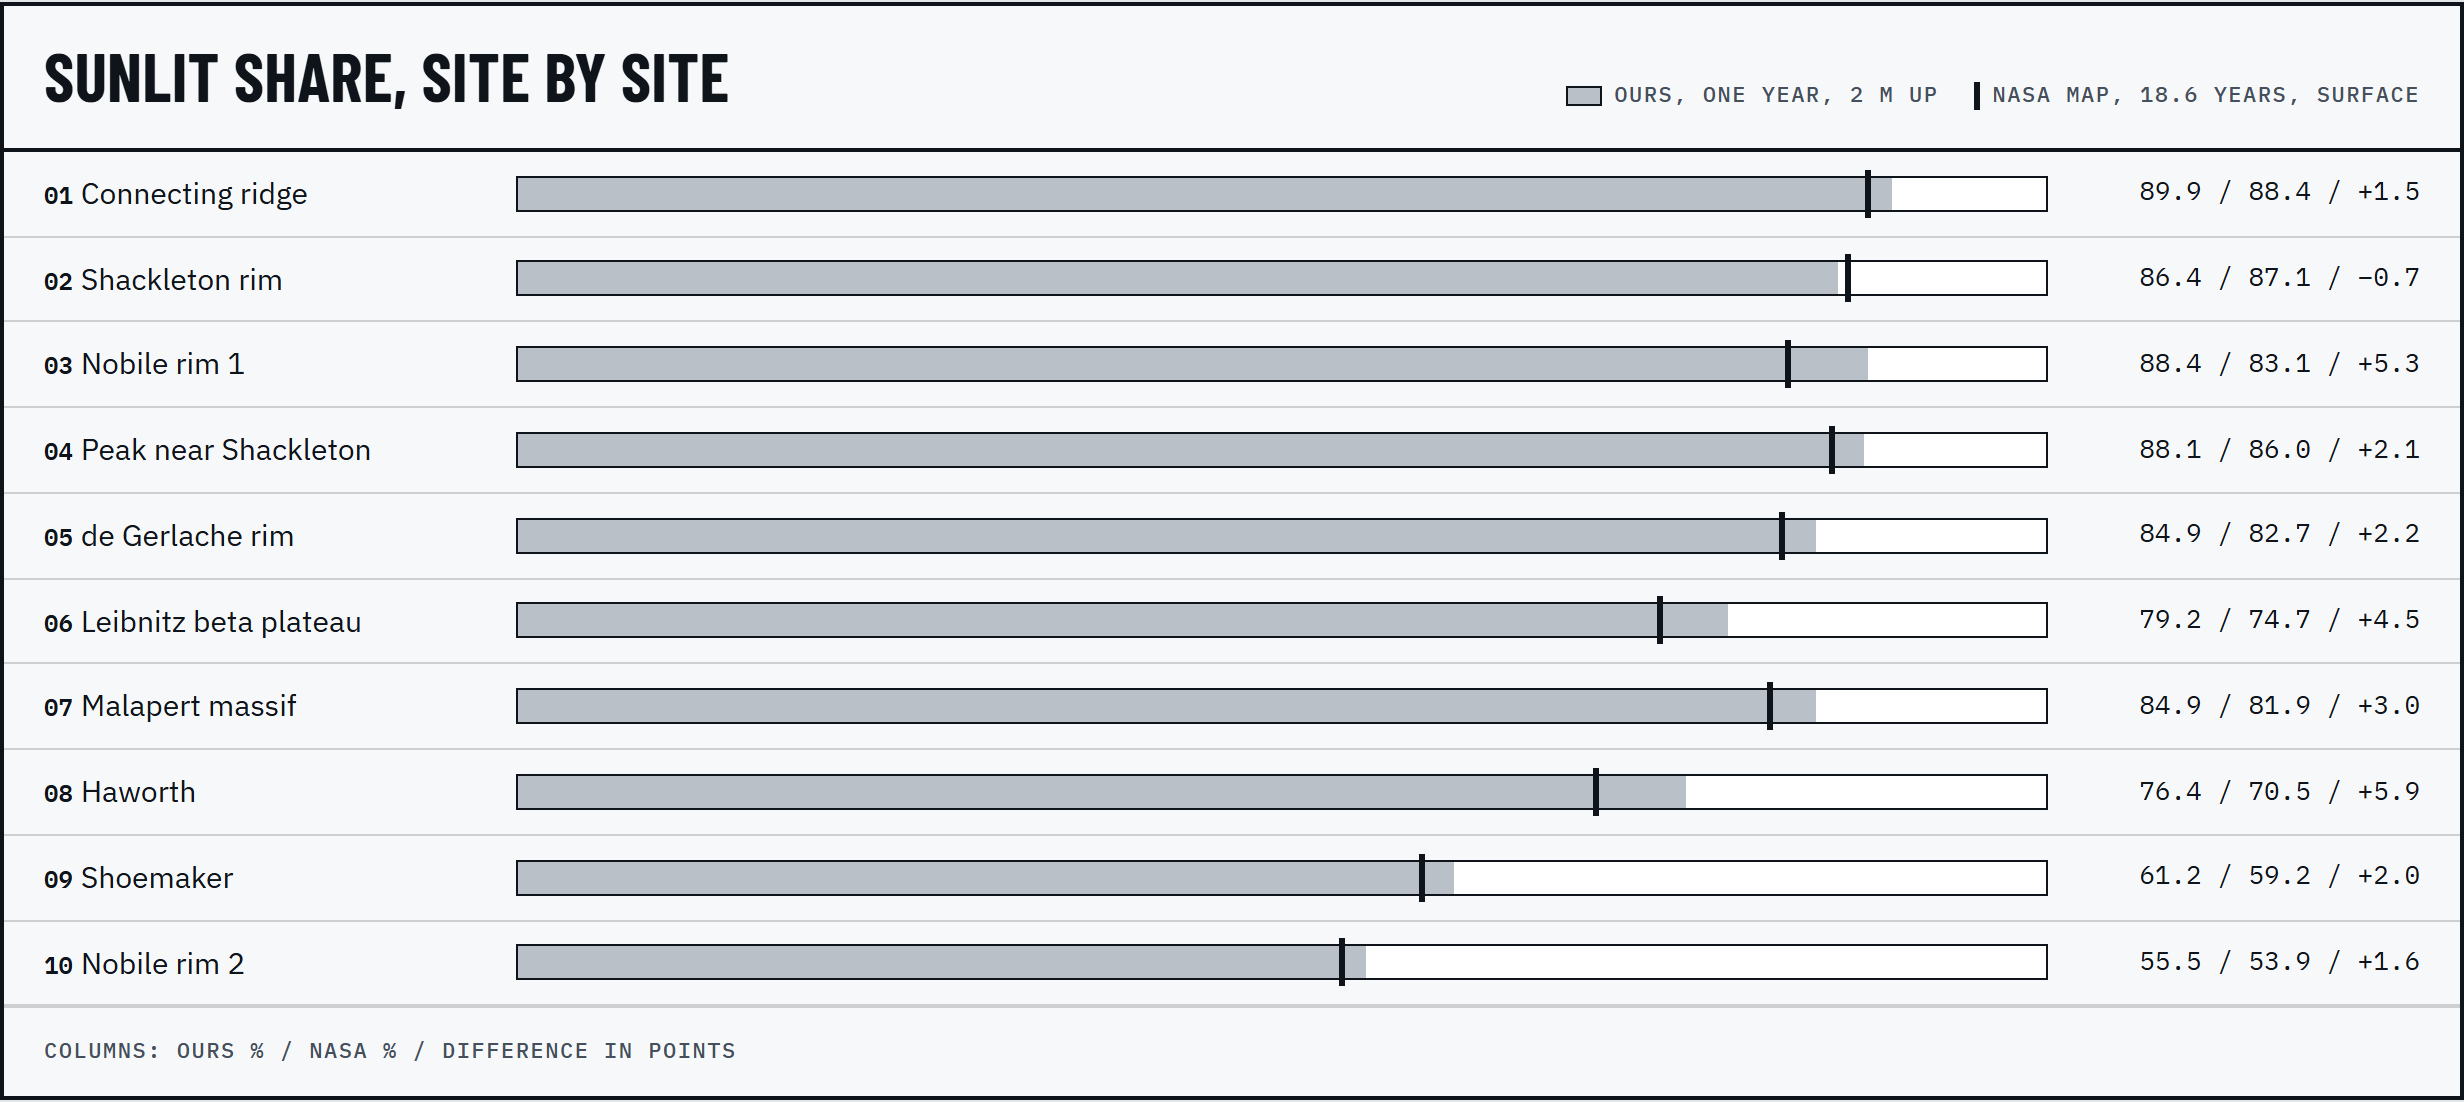 SUNLIT SHARE, SITE BY SITE
OURS, ONE YEAR, 2 M UP NASA MAP, 18.6 YEARS, SURFACE
01 Connecting ridge 89.9 / 88.4 / +1.5
02 Shackleton rim 86.4 / 87.1 / −0.7
03 Nobile rim 1 88.4 / 83.1 / +5.3
04 Peak near Shackleton 88.1 / 86.0 / +2.1
05 de Gerlache rim 84.9 / 82.7 / +2.2
06 Leibnitz beta plateau 79.2 / 74.7 / +4.5
07 Malapert massif 84.9 / 81.9 / +3.0
08 Haworth 76.4 / 70.5 / +5.9
09 Shoemaker 61.2 / 59.2 / +2.0
10 Nobile rim 2 55.5 / 53.9 / +1.6
COLUMNS: OURS % / NASA % / DIFFERENCE IN POINTS